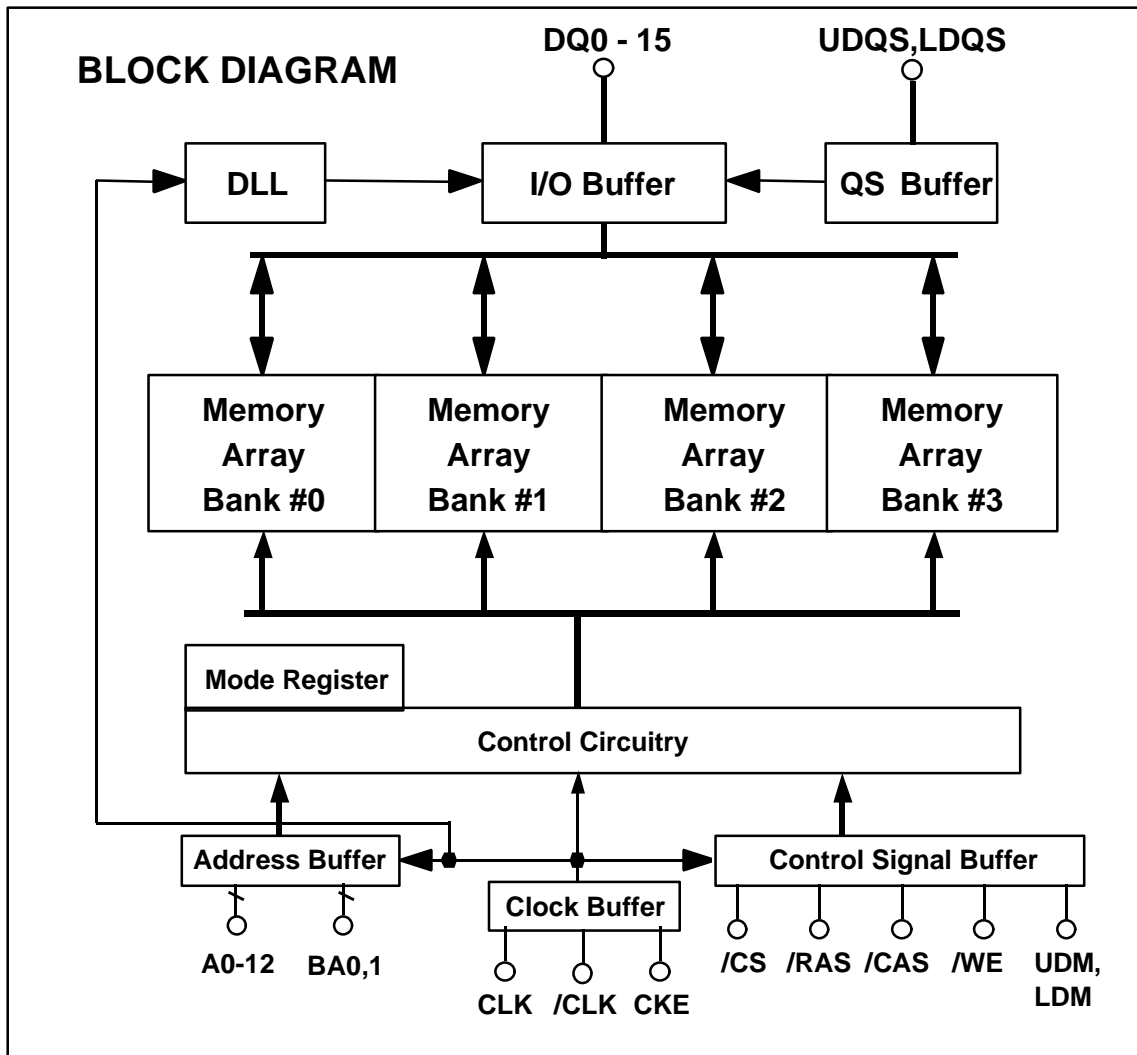 DQ0 - 15
UDQS,LDQS
BLOCK DIAGRAM
DLL
I/O Buffer
QS Buffer
Memory
Array
Bank #0
Memory
Array
Bank #1
Memory
Array
Bank #2
Memory
Array
Bank #3
Mode Register
Control Circuitry
Address Buffer
Control Signal Buffer
Clock Buffer
A0-12
BA0,1
CLK
/CLK
CKE
/CS
/RAS
/CAS
/WE
UDM,
LDM